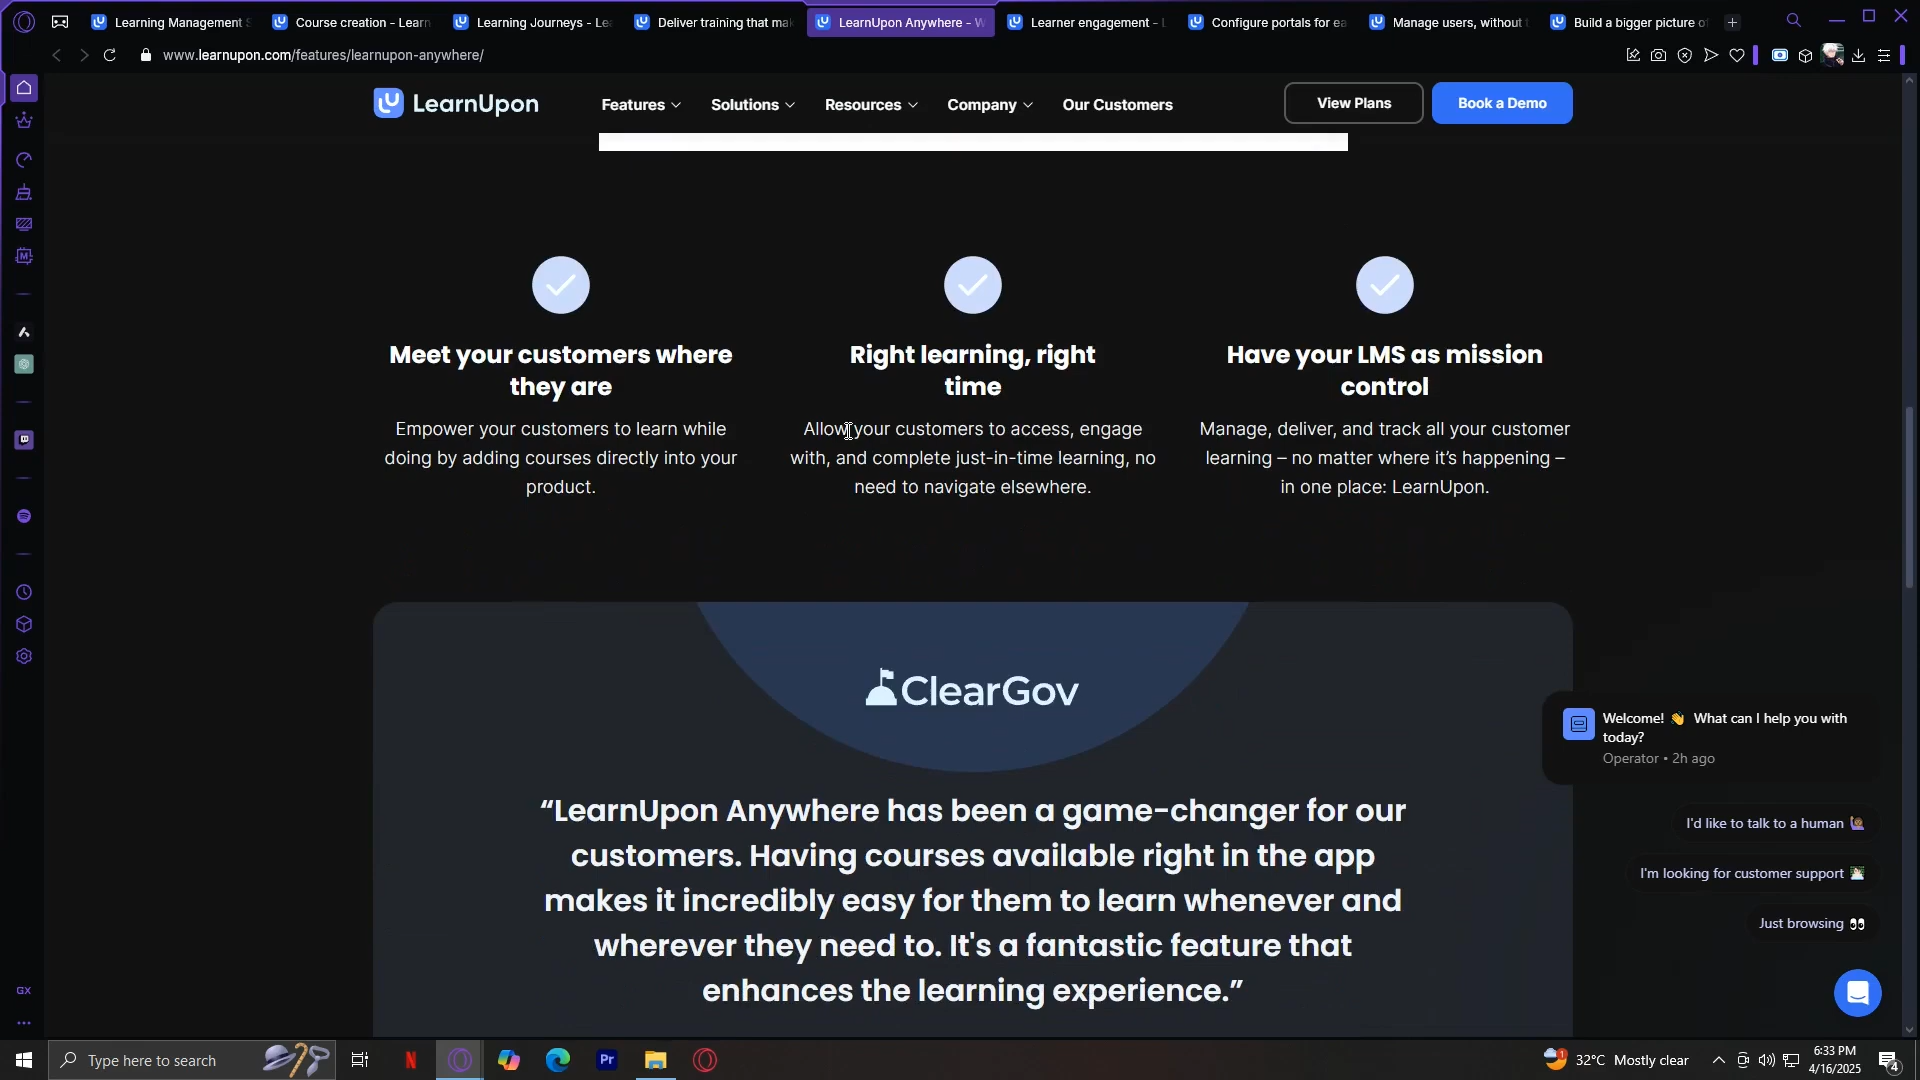 Learning Management S
Course creation - Learn
Learning Journeys - Lea
Deliver training that mak
LearnUpon Anywhere - W
Learner engagement - L
Configure portals for ea
Manage users, without t
Build a bigger picture of
www.learnupon.com/features/learnupon-anywhere/
LearnUpon
Features
Solutions
Resources
Company
Our Customers
View Plans
Book a Demo
Meet your customers where
they are
Empower your customers to learn while
doing by adding courses directly into your
product.
Right learning, right
time
Allow your customers to access, engage
with, and complete just-in-time learning, no
need to navigate elsewhere.
Have your LMS as mission
control
Manage, deliver, and track all your customer
learning – no matter where it's happening –
in one place: LearnUpon.
ClearGov
“LearnUpon Anywhere has been a game-changer for our
customers. Having courses available right in the app
makes it incredibly easy for them to learn whenever and
wherever they need to. It's a fantastic feature that
enhances the learning experience.”
Welcome! 👋 What can I help you with
today?
Operator • 2h ago
I'd like to talk to a human 🙋🏾
I'm looking for customer support 🧑🏻‍💻
Just browsing 👀
GX
Type here to search
N
Pr
32°C Mostly clear
6:33 PM
4/16/2025
4